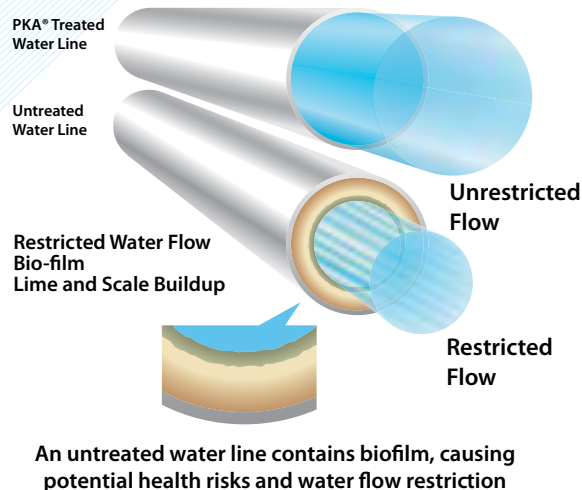 PKA® Treated
Water Line
Untreated
Water Line
Unrestricted
Flow
Restricted Water Flow
Bio-film
Lime and Scale Buildup
Restricted
Flow
An untreated water line contains biofilm, causing
potential health risks and water flow restriction